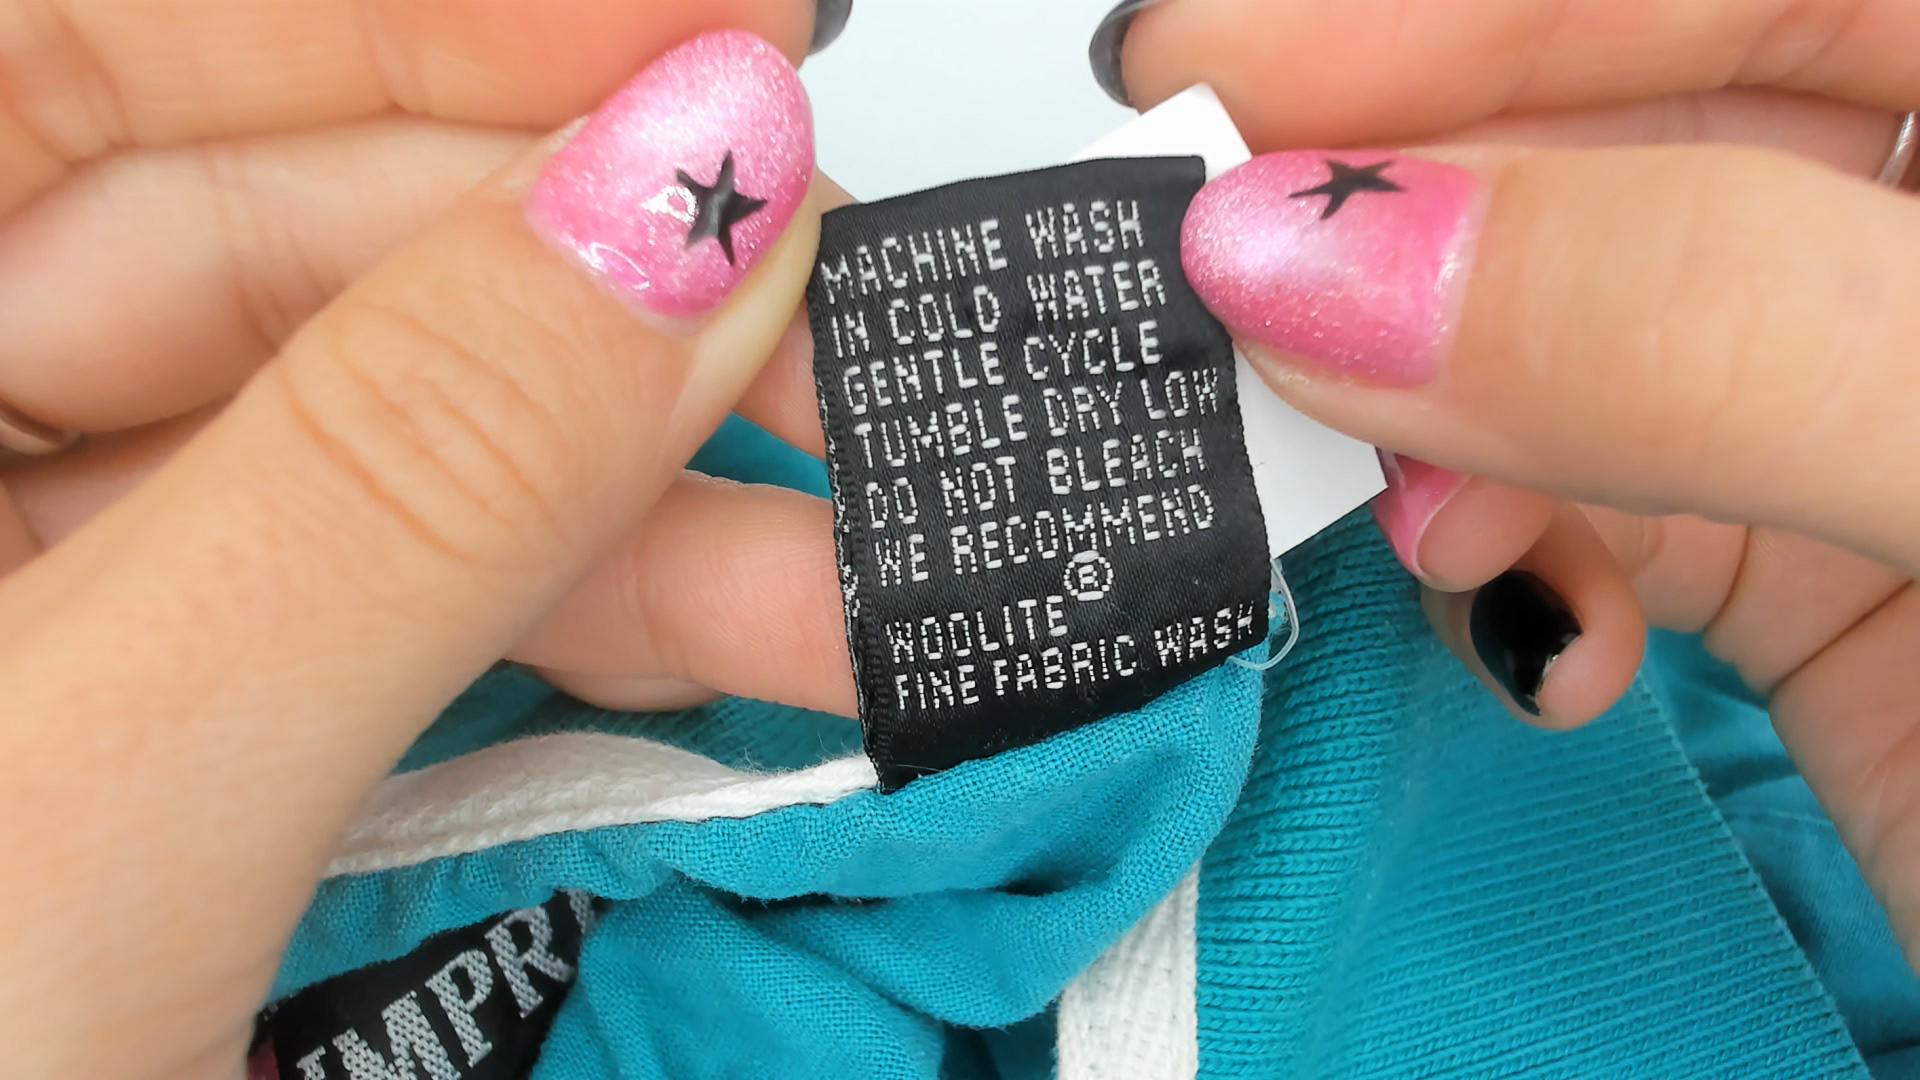 MACHINE WASH
IN COLD WATER
GENTLE CYCLE
TUMBLE DRY LOW
DO NOT BLEACH
WE RECOMMEND
WOOLITE®
FINE FABRIC WASH